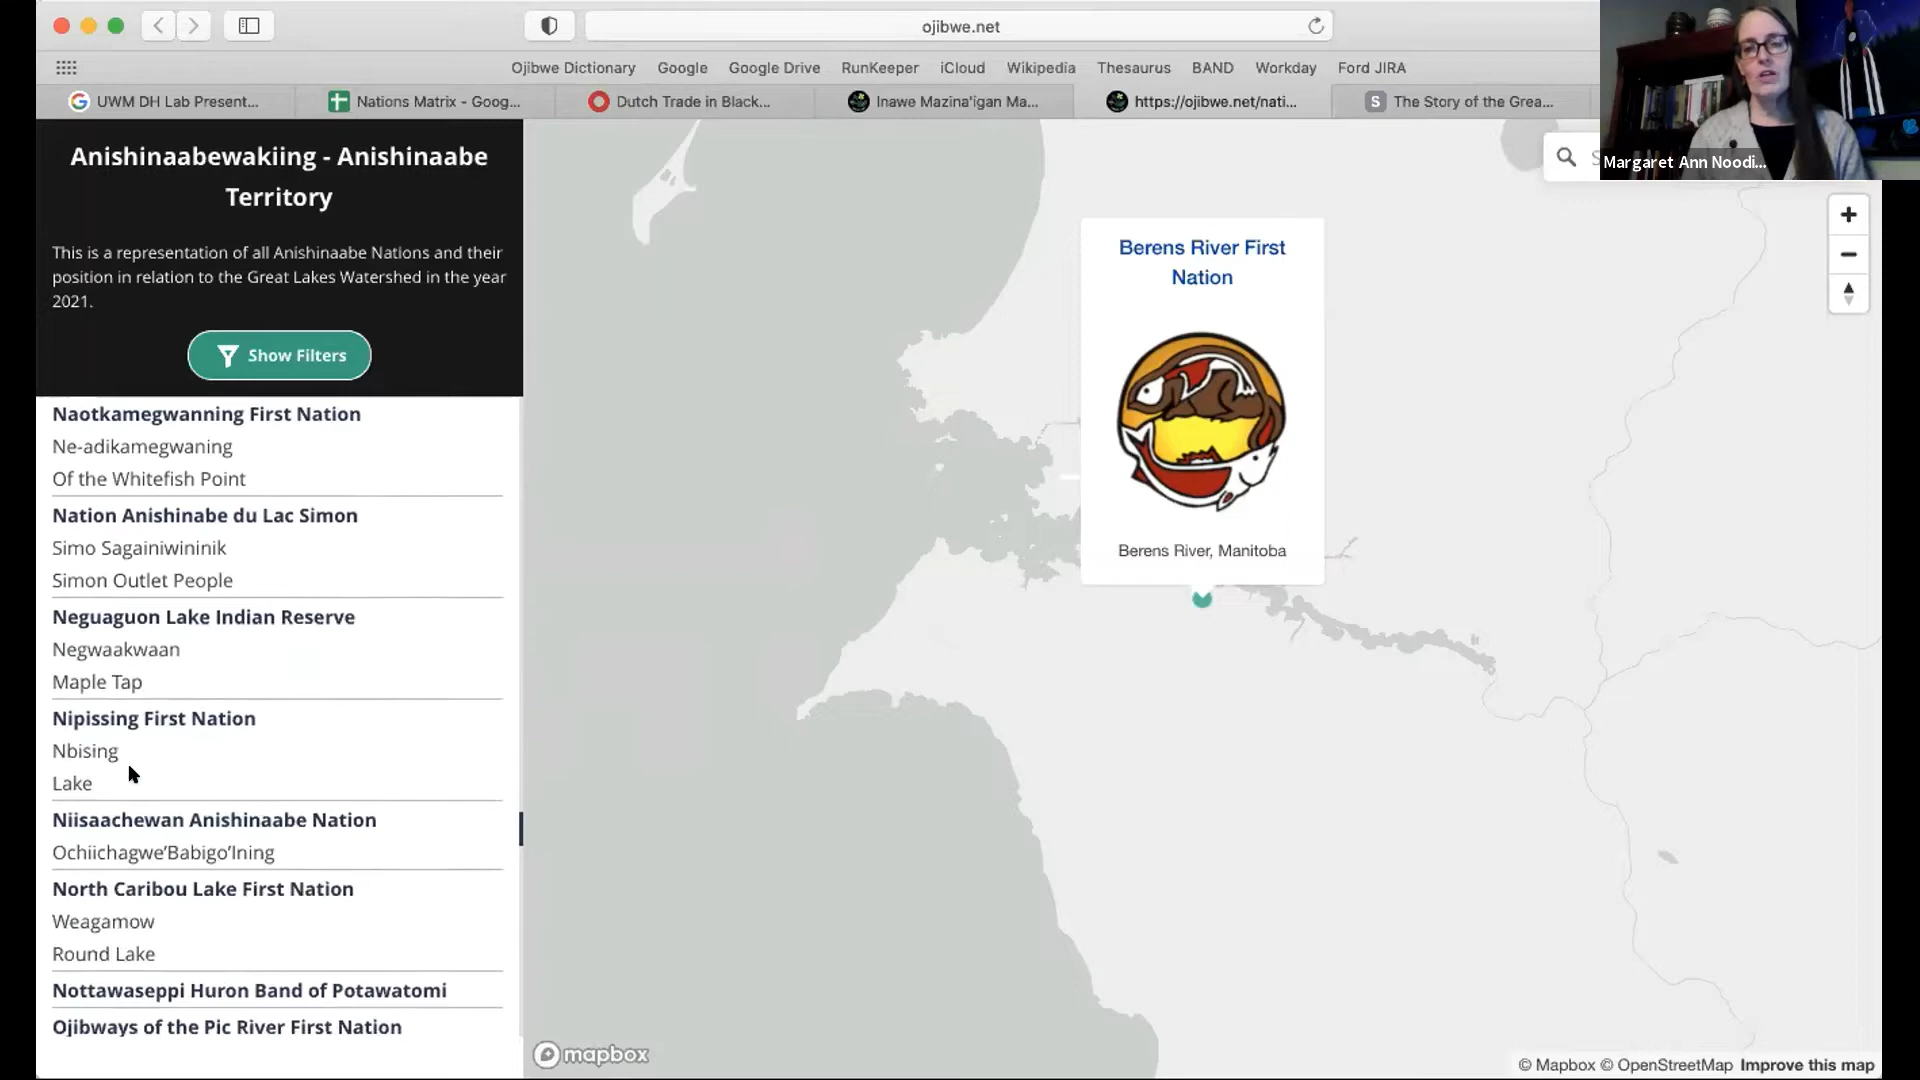 ojibwe.net
Ojibwe Dictionary Google Google Drive RunKeeper iCloud Wikipedia Thesaurus BAND Workday Ford JIRA
UWM DH Lab Present... Nations Matrix - Goog... Dutch Trade in Black... Inawe Mazina'igan Ma... https://ojibwe.net/nati... S The Story of the Grea...
Margaret Ann Noodi...
Anishinaabewakiing - Anishinaabe
Territory
This is a representation of all Anishinaabe Nations and their
position in relation to the Great Lakes Watershed in the year
2021.
Show Filters
Naotkamegwanning First Nation
Ne-adikamegwaning
Of the Whitefish Point
Nation Anishinabe du Lac Simon
Simo Sagainiwininik
Simon Outlet People
Neguaguon Lake Indian Reserve
Negwaakwaan
Maple Tap
Nipissing First Nation
Nbising
Lake
Niisaachewan Anishinaabe Nation
Ochiichagwe’Babigo’Ining
North Caribou Lake First Nation
Weagamow
Round Lake
Nottawaseppi Huron Band of Potawatomi
Ojibways of the Pic River First Nation
Berens River First
Nation
Berens River, Manitoba
mapbox
© Mapbox © OpenStreetMap Improve this map